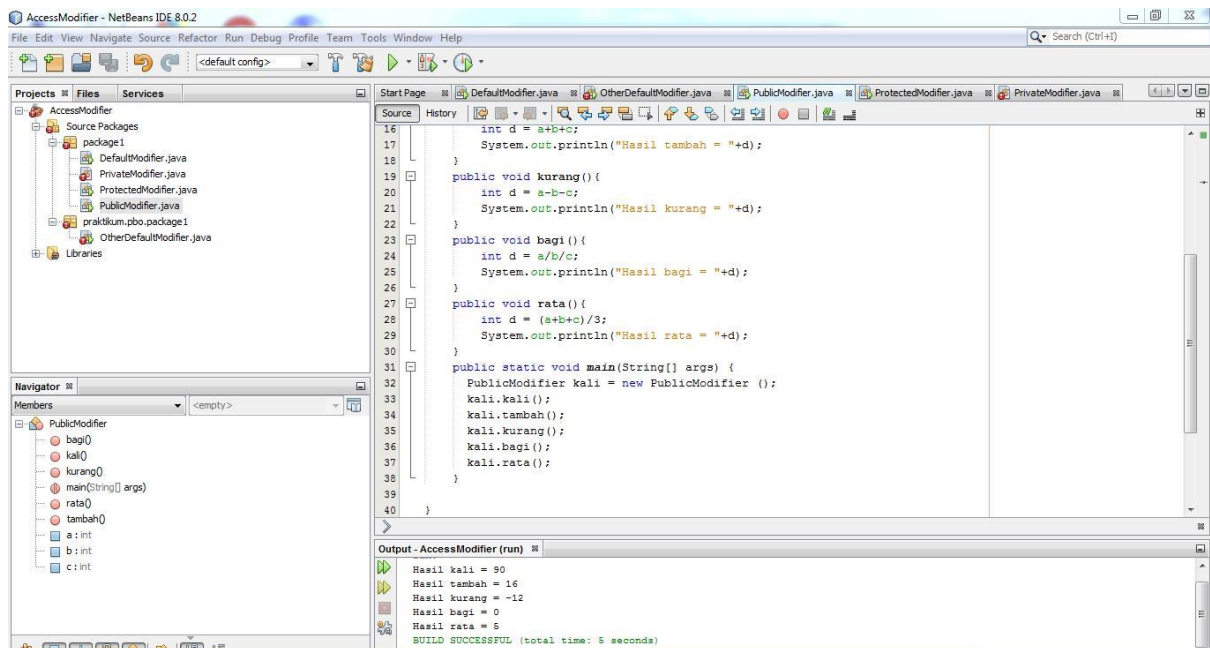 AccessModifier - NetBeans IDE 8.0.2
File Edit View Navigate Source Refactor Run Debug Profile Team Tools Window Help
Search (Ctrl+I)
<default config>
Projects Files Services
AccessModifier
Source Packages
package1
DefaultModifier.java
PrivateModifier.java
ProtectedModifier.java
PublicModifier.java
praktikum.pbo.package1
OtherDefaultModifier.java
Libraries
Navigator
Members <empty>
PublicModifier
bagi()
kali()
kurang()
main(String[] args)
rata()
tambah()
a : int
b : int
c : int
Start Page DefaultModifier.java OtherDefaultModifier.java PublicModifier.java ProtectedModifier.java PrivateModifier.java
Source History
16 int d = a+b+c;
17 System.out.println("Hasil tambah = "+d);
18 }
19 public void kurang(){
20 int d = a-b-c;
21 System.out.println("Hasil kurang = "+d);
22 }
23 public void bagi(){
24 int d = a/b/c;
25 System.out.println("Hasil bagi = "+d);
26 }
27 public void rata(){
28 int d = (a+b+c)/3;
29 System.out.println("Hasil rata = "+d);
30 }
31 public static void main(String[] args) {
32 PublicModifier kali = new PublicModifier ();
33 kali.kali();
34 kali.tambah();
35 kali.kurang();
36 kali.bagi();
37 kali.rata();
38 }
39
40 }
Output - AccessModifier (run)
Hasil kali = 90
Hasil tambah = 16
Hasil kurang = -12
Hasil bagi = 0
Hasil rata = 5
BUILD SUCCESSFUL (total time: 5 seconds)